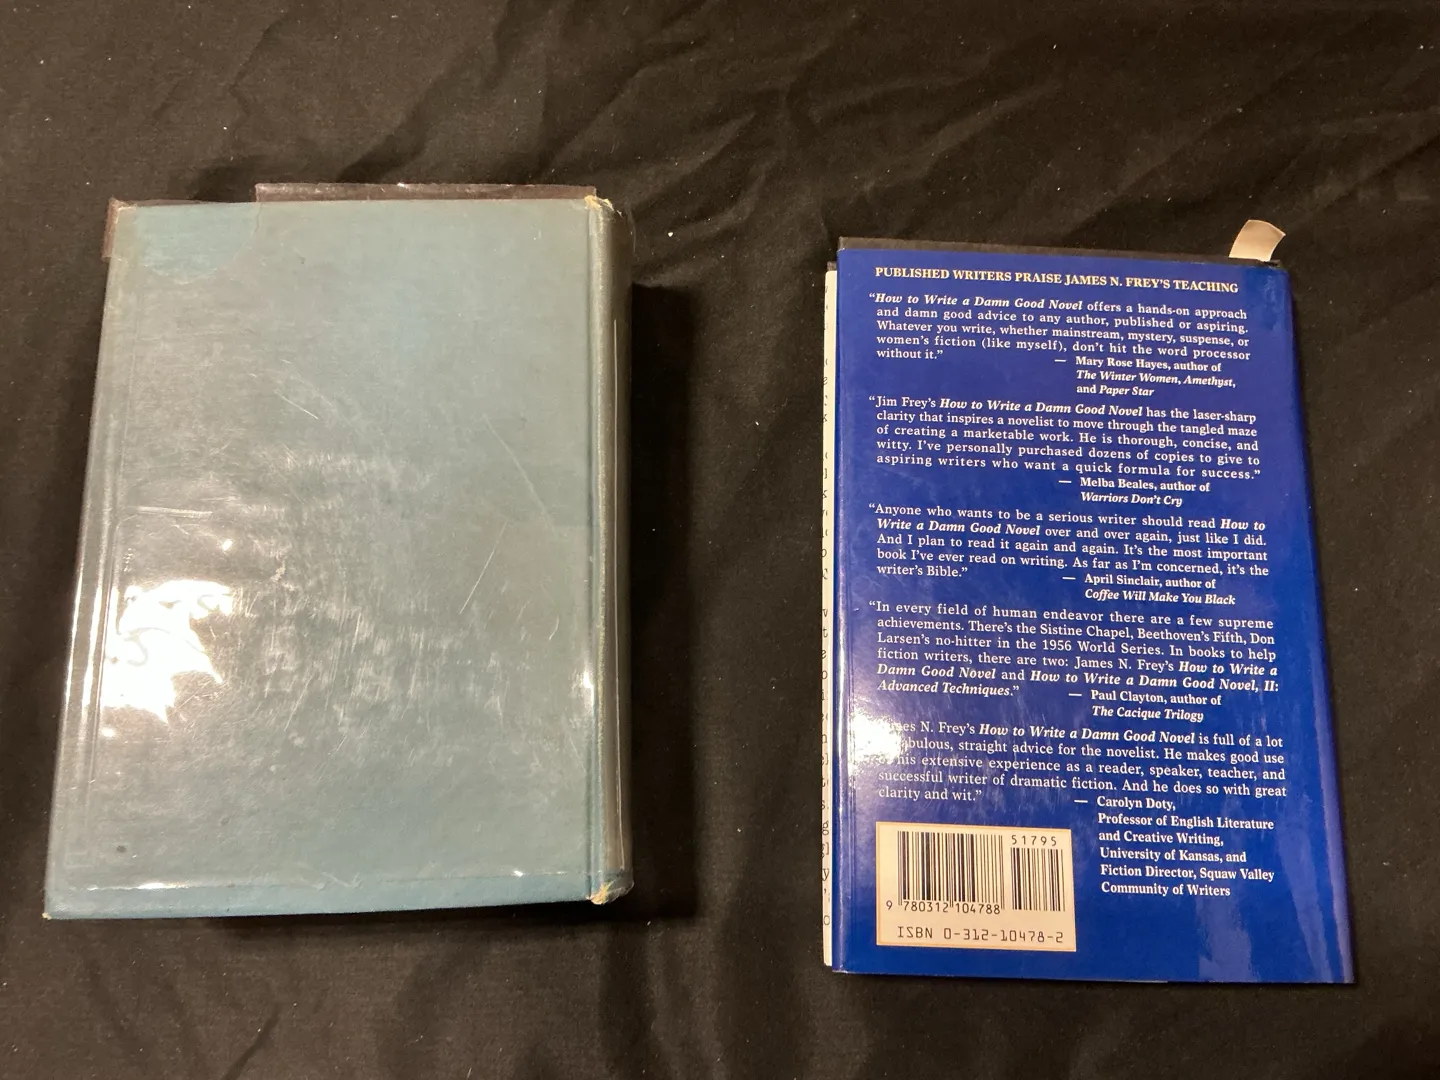 PUBLISHED WRITERS PRAISE JAMES N. FREY'S TEACHING
“How to Write a Damn Good Novel offers a hands-on approach
and damn good advice to any author, published or aspiring.
Whatever you write, whether mainstream, mystery, suspense, or
women's fiction (like myself), don't hit the word processor
without it.”
— Mary Rose Hayes, author of
The Winter Women, Amethyst,
and Paper Star
“Jim Frey's How to Write a Damn Good Novel has the laser-sharp
clarity that inspires a novelist to move through the tangled maze
of creating a marketable work. He is thorough, concise, and
witty. I've personally purchased dozens of copies to give to
aspiring writers who want a quick formula for success.”
— Melba Beales, author of
Warriors Don't Cry
“Anyone who wants to be a serious writer should read How to
Write a Damn Good Novel over and over again, just like I did.
And I plan to read it again and again. It's the most important
book I've ever read on writing. As far as I'm concerned, it's the
writer's Bible.”
— April Sinclair, author of
Coffee Will Make You Black
“In every field of human endeavor there are a few supreme
achievements. There's the Sistine Chapel, Beethoven's Fifth, Don
Larsen's no-hitter in the 1956 World Series. In books to help
fiction writers, there are two: James N. Frey's How to Write a
Damn Good Novel and How to Write a Damn Good Novel, II:
Advanced Techniques.”
— Paul Clayton, author of
The Cacique Trilogy
N. Frey's How to Write a Damn Good Novel is full of a lot
straight advice for the novelist. He makes good use
his extensive experience as a reader, speaker, teacher, and
successful writer of dramatic fiction. And he does so with great
clarity and wit.”
— Carolyn Doty,
Professor of English Literature
and Creative Writing,
University of Kansas, and
Fiction Director, Squaw Valley
Community of Writers
51795
9 780312 104788
ISBN 0-312-10478-2